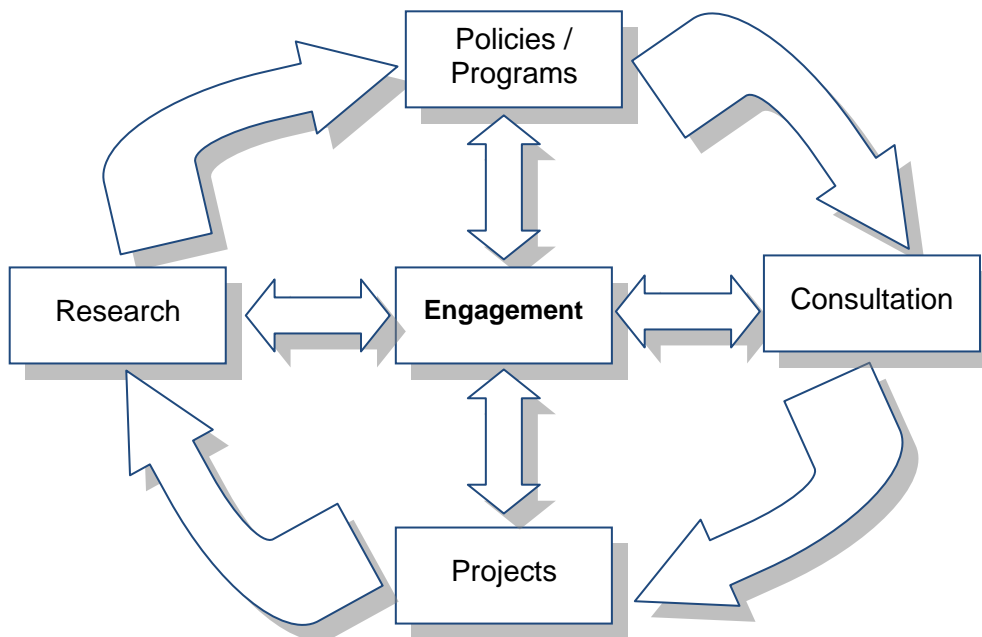 Policies /
Programs
Research
Engagement
Consultation
Projects